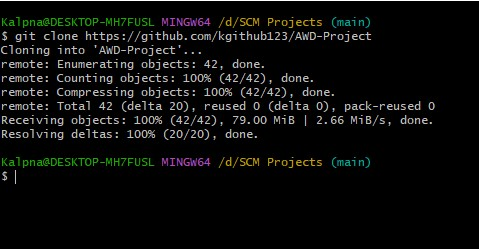 Kalpna@DESKTOP-MH7FUSL MINGW64 /d/SCM Projects (main)
$ git clone https://github.com/kgithub123/AWD-Project
Cloning into 'AWD-Project'...
remote: Enumerating objects: 42, done.
remote: Counting objects: 100% (42/42), done.
remote: Compressing objects: 100% (42/42), done.
remote: Total 42 (delta 20), reused 0 (delta 0), pack-reused 0
Receiving objects: 100% (42/42), 79.00 MiB | 2.66 MiB/s, done.
Resolving deltas: 100% (20/20), done.
Kalpna@DESKTOP-MH7FUSL MINGW64 /d/SCM Projects (main)
$